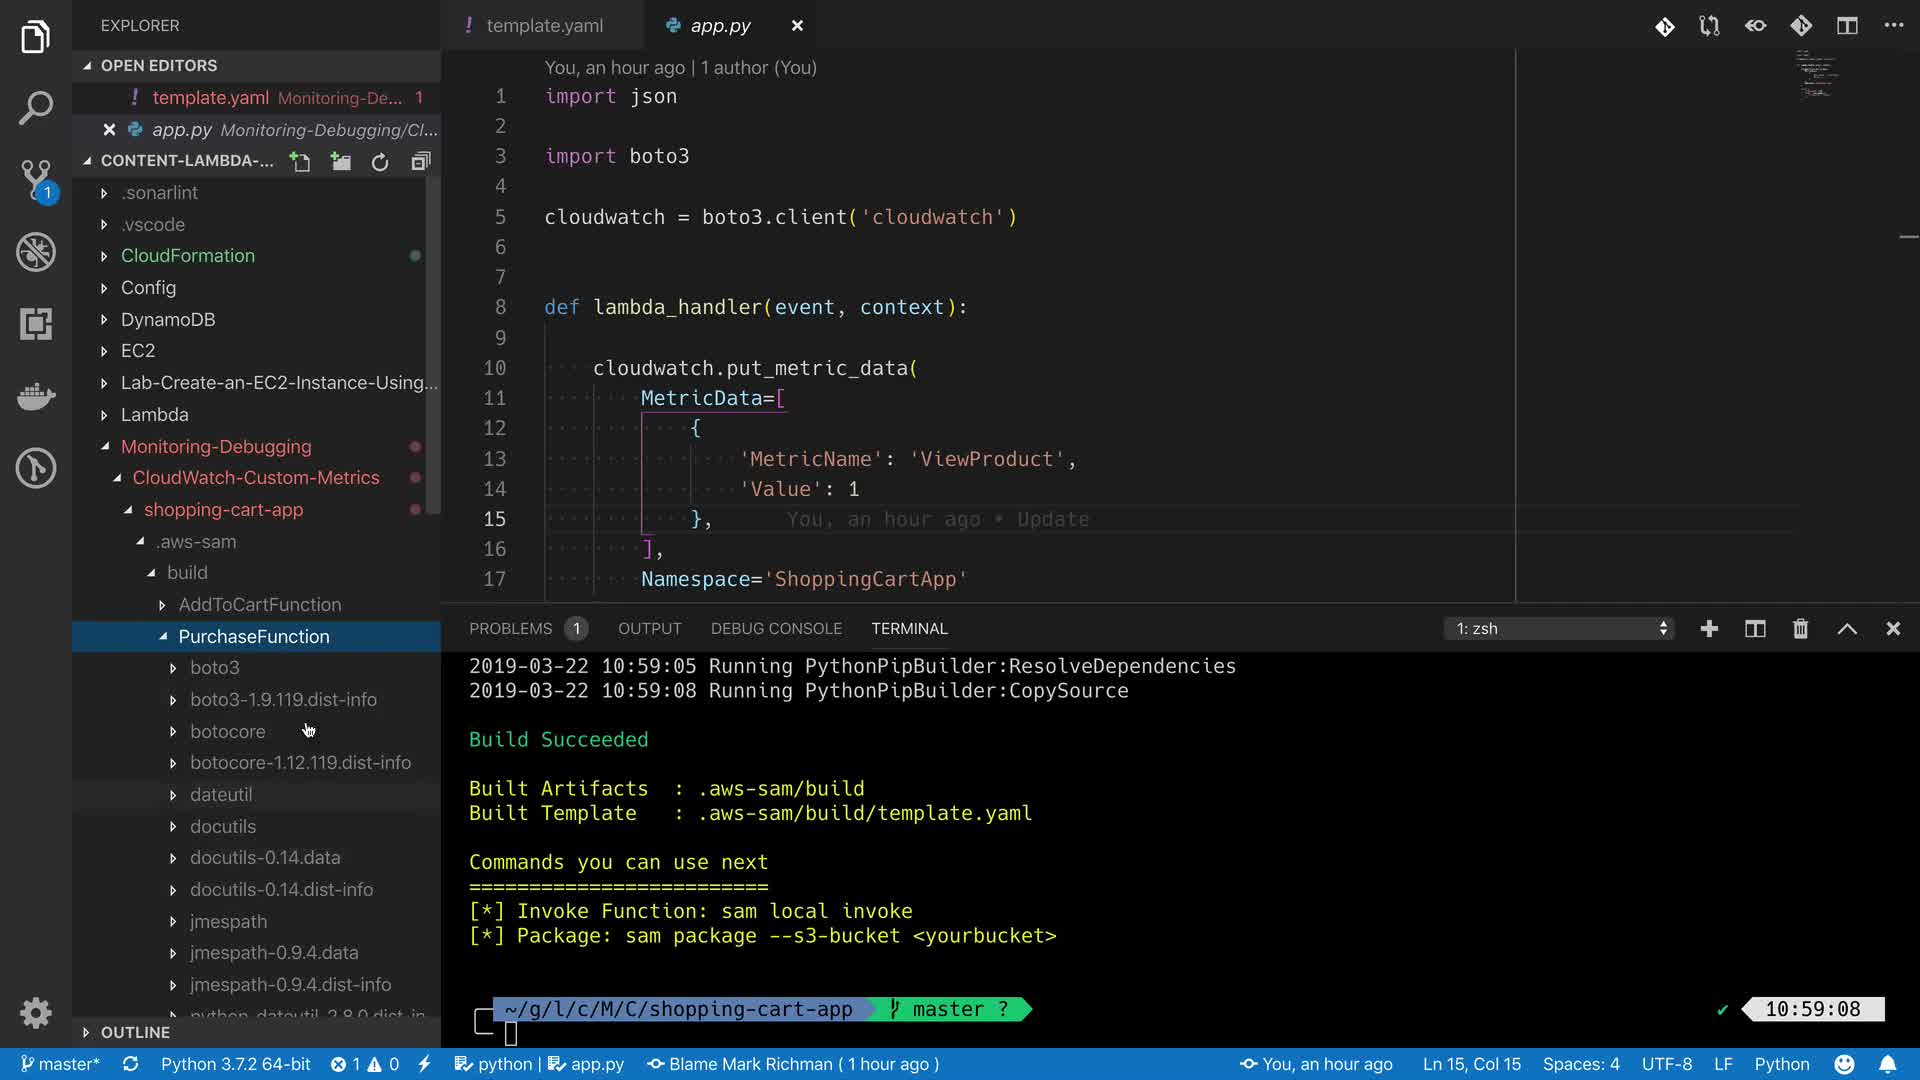 EXPLORER
OPEN EDITORS
! template.yaml Monitoring-De... 1
app.py Monitoring-Debugging/Cl...
CONTENT-LAMBDA-...
.sonarlint
.vscode
CloudFormation
Config
DynamoDB
EC2
Lab-Create-an-EC2-Instance-Using...
Lambda
Monitoring-Debugging
CloudWatch-Custom-Metrics
shopping-cart-app
.aws-sam
build
AddToCartFunction
PurchaseFunction
boto3
boto3-1.9.119.dist-info
botocore
botocore-1.12.119.dist-info
dateutil
docutils
docutils-0.14.data
docutils-0.14.dist-info
jmespath
jmespath-0.9.4.data
jmespath-0.9.4.dist-info
python_dateutil-2.8.0.dist-in
OUTLINE
1
! template.yaml
app.py
You, an hour ago | 1 author (You)
1 import json
2
3 import boto3
4
5 cloudwatch = boto3.client('cloudwatch')
6
7
8 def lambda_handler(event, context):
9
10 cloudwatch.put_metric_data(
11 MetricData=[
12 {
13 'MetricName': 'ViewProduct',
14 'Value': 1
15 }, You, an hour ago • Update
16 ],
17 Namespace='ShoppingCartApp'
PROBLEMS 1 OUTPUT DEBUG CONSOLE TERMINAL 1: zsh
2019-03-22 10:59:05 Running PythonPipBuilder:ResolveDependencies
2019-03-22 10:59:08 Running PythonPipBuilder:CopySource
Build Succeeded
Built Artifacts : .aws-sam/build
Built Template : .aws-sam/build/template.yaml
Commands you can use next
=========================
[*] Invoke Function: sam local invoke
[*] Package: sam package --s3-bucket <yourbucket>
~/g/l/c/M/C/shopping-cart-app master ? ✔ 10:59:08
master* Python 3.7.2 64-bit 1 0 python | app.py Blame Mark Richman ( 1 hour ago ) You, an hour ago Ln 15, Col 15 Spaces: 4 UTF-8 LF Python